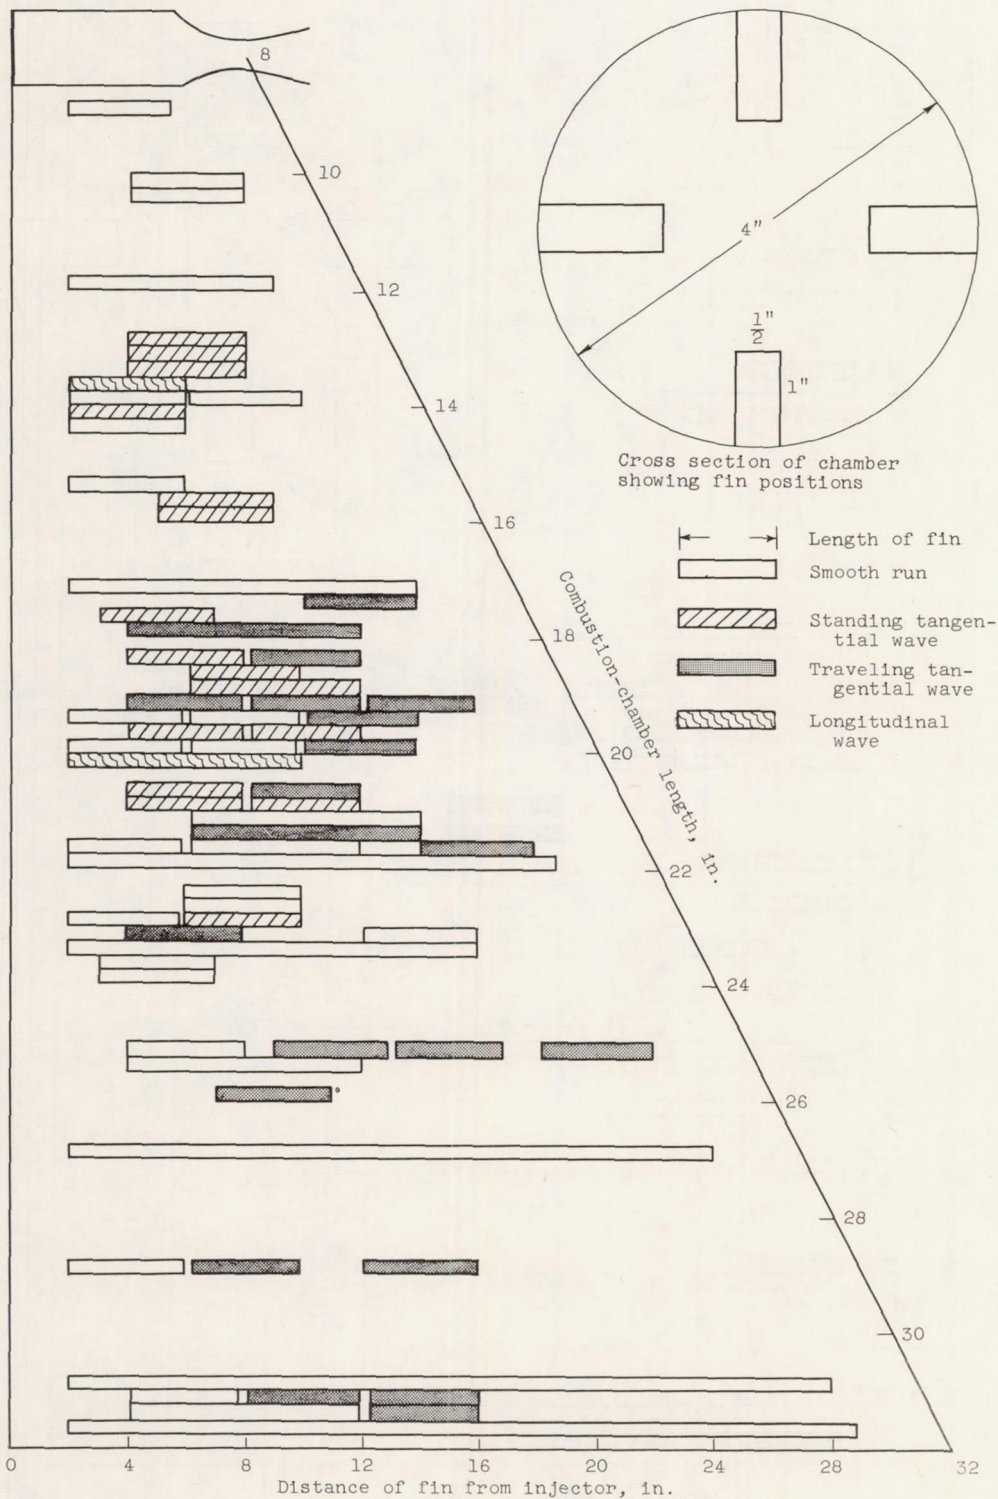 8
10
12
14
16
18
20
22
24
26
28
30
Combustion-chamber length, in.
4"
1"
2
1"
Cross section of chamber
showing fin positions
Length of fin
Smooth run
Standing tangen-
tial wave
Traveling tan-
gential wave
Longitudinal
wave
0 4 8 12 16 20 24 28 32
Distance of fin from injector, in.